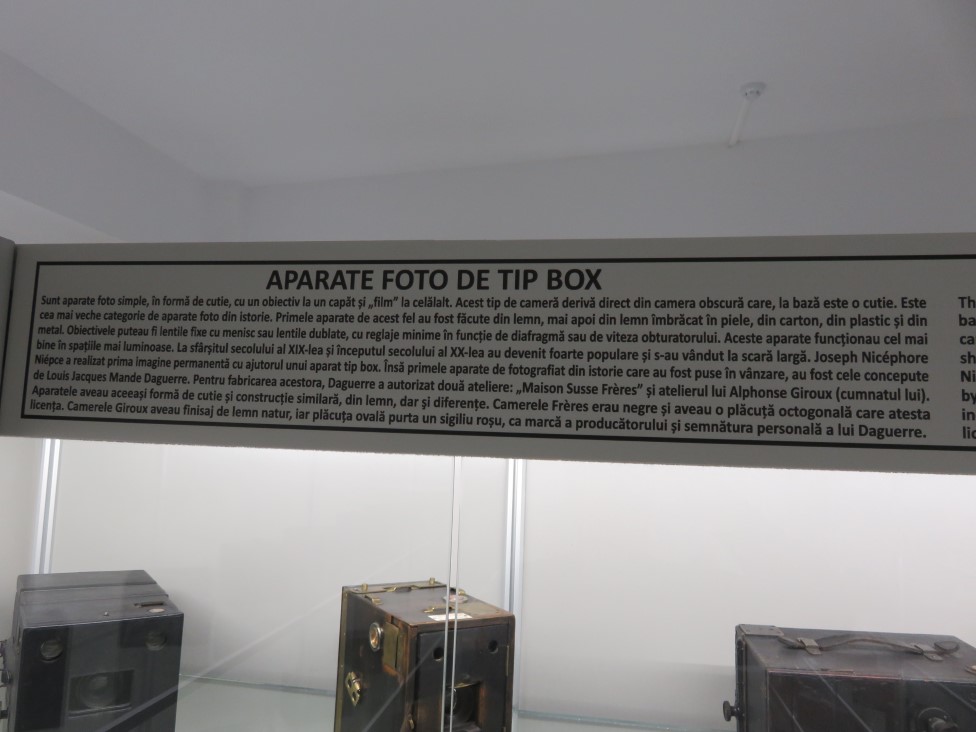 APARATE FOTO DE TIP BOX
Sunt aparate foto simple, în formă de cutie, cu un obiectiv la un capăt și „film” la celălalt. Acest tip de cameră derivă direct din camera obscură care, la bază este o cutie. Este
cea mai veche categorie de aparate foto din istorie. Primele aparate de acest fel au fost făcute din lemn, mai apoi din lemn îmbrăcat în piele, din carton, din plastic și din
metal. Obiectivele puteau fi lentile fixe cu menisc sau lentile dublate, cu reglaje minime în funcție de diafragmă sau de viteza obturatorului. Aceste aparate funcționau cel mai
bine în spațiile mai luminoase. La sfârșitul secolului al XIX-lea și începutul secolului al XX-lea au devenit foarte populare și s-au vândut la scară largă. Joseph Nicéphore
Niépce a realizat prima imagine permanentă cu ajutorul unui aparat tip box. Însă primele aparate de fotografiat din istorie care au fost puse în vânzare, au fost cele concepute
de Louis Jacques Mande Daguerre. Pentru fabricarea acestora, Daguerre a autorizat două ateliere: „Maison Susse Frères” și atelierul lui Alphonse Giroux (cumnatul lui).
Aparatele aveau aceeași formă de cutie și construcție similară, din lemn, dar și diferențe. Camerele Frères erau negre și aveau o plăcuță octogonală care atesta
licența. Camerele Giroux aveau finisaj de lemn natur, iar plăcuța ovală purta un sigiliu roșu, ca marcă a producătorului și semnătura personală a lui Daguerre.